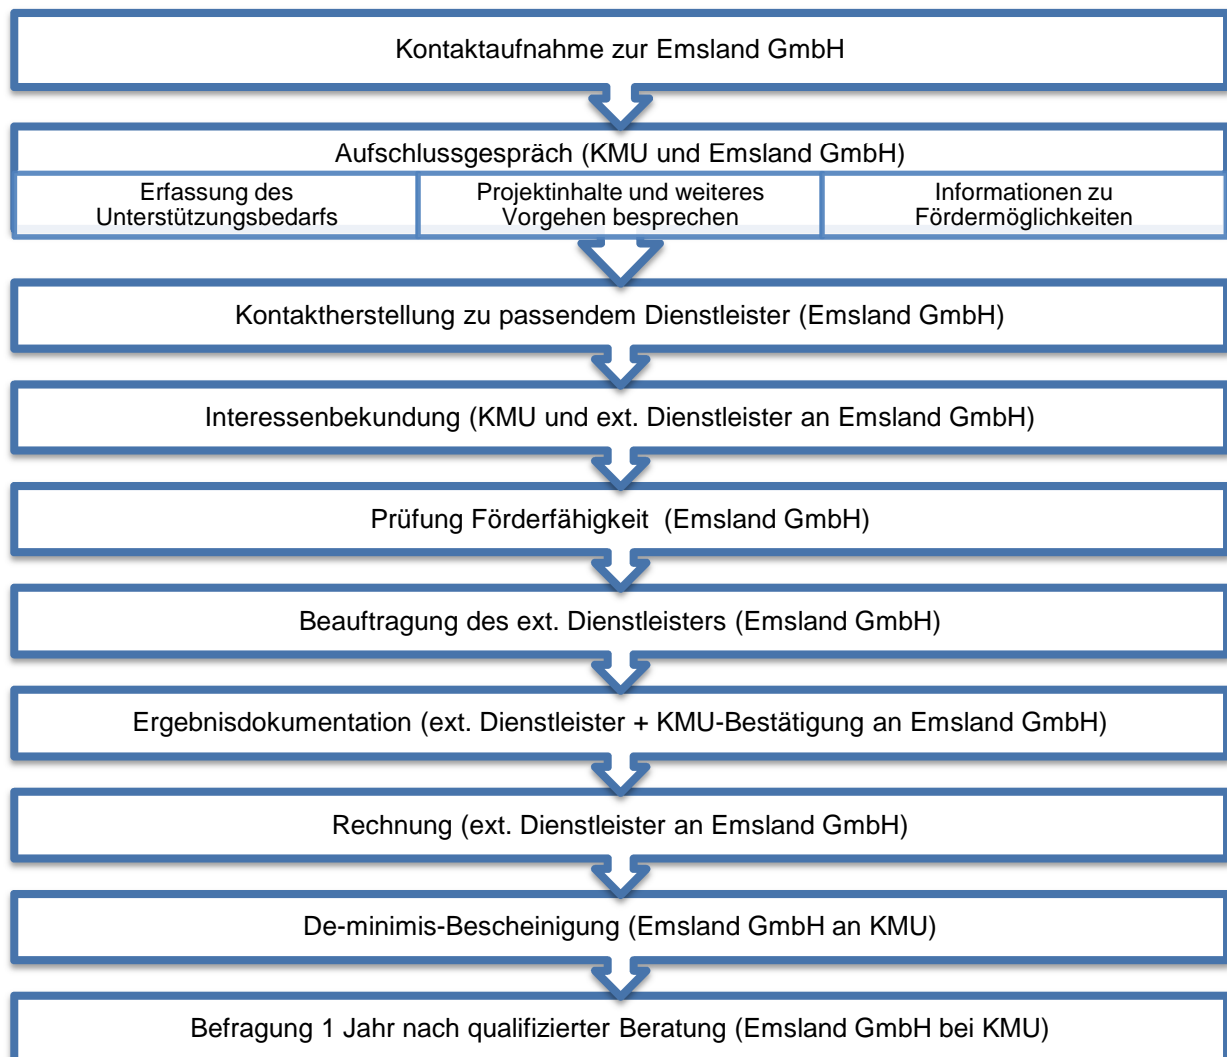 Kontaktaufnahme zur Emsland GmbH
Aufschlussgespräch (KMU und Emsland GmbH)
Erfassung des
Unterstützungsbedarfs
Projektinhalte und weiteres
Vorgehen besprechen
Informationen zu
Fördermöglichkeiten
Kontaktherstellung zu passendem Dienstleister (Emsland GmbH)
Interessenbekundung (KMU und ext. Dienstleister an Emsland GmbH)
Prüfung Förderfähigkeit (Emsland GmbH)
Beauftragung des ext. Dienstleisters (Emsland GmbH)
Ergebnisdokumentation (ext. Dienstleister + KMU-Bestätigung an Emsland GmbH)
Rechnung (ext. Dienstleister an Emsland GmbH)
De-minimis-Bescheinigung (Emsland GmbH an KMU)
Befragung 1 Jahr nach qualifizierter Beratung (Emsland GmbH bei KMU)